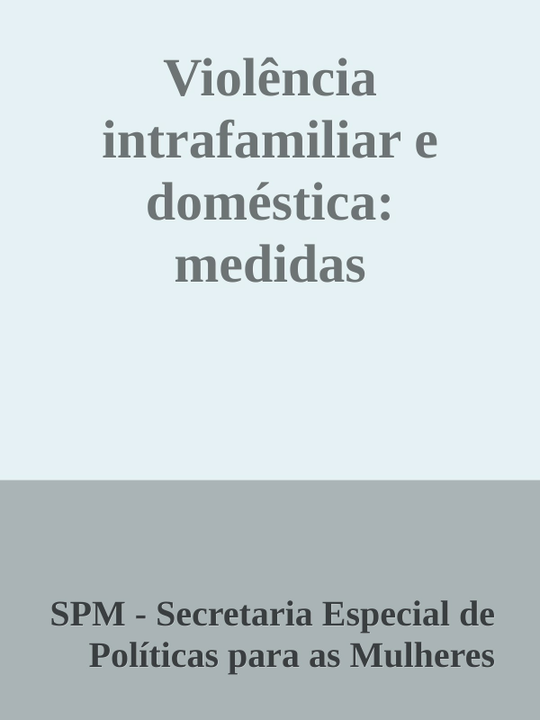 Violência
intrafamiliar e
doméstica:
medidas
SPM - Secretaria Especial de
Políticas para as Mulheres